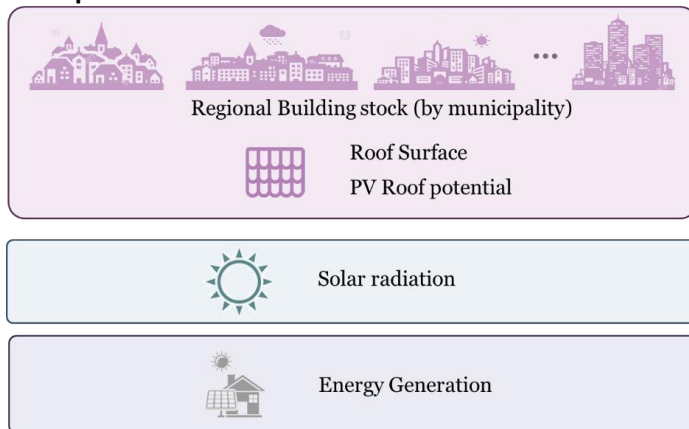 Regional Building stock (by municipality)
Roof Surface
PV Roof potential
Solar radiation
Energy Generation